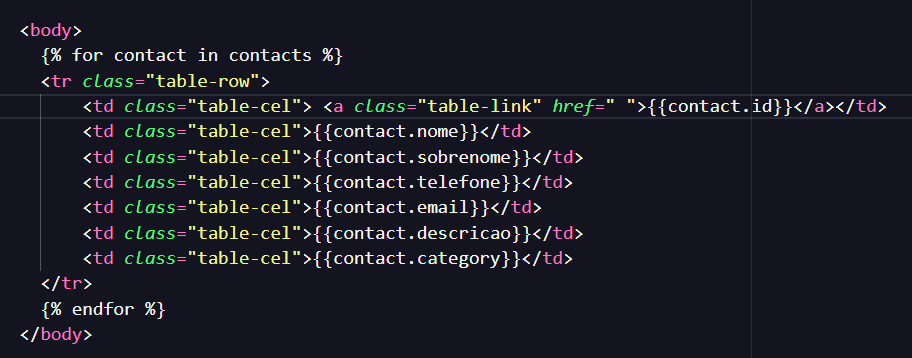 <body>
{% for contact in contacts %}
<tr class="table-row">
<td class="table-cel"> <a class="table-link" href=" ">{{contact.id}}</a></td>
<td class="table-cel">{{contact.nome}}</td>
<td class="table-cel">{{contact.sobrenome}}</td>
<td class="table-cel">{{contact.telefone}}</td>
<td class="table-cel">{{contact.email}}</td>
<td class="table-cel">{{contact.descricao}}</td>
<td class="table-cel">{{contact.category}}</td>
</tr>
{% endfor %}
</body>